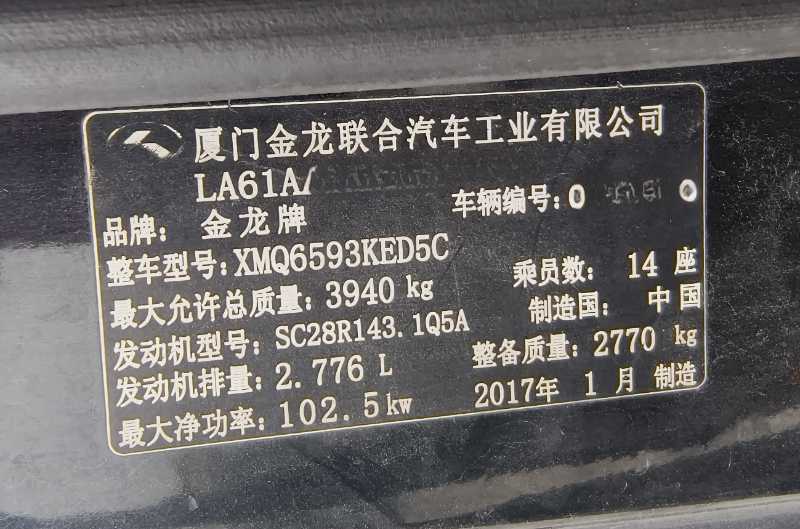 厦门金龙联合汽车工业有限公司
LA61A
车辆编号:0
品牌: 金龙牌
整车型号:XMQ6593KED5C
乘员数: 14 座
最大允许总质量: 3940 kg
制造国: 中国
发动机型号: SC28R143.1Q5A
整备质量: 2770 kg
发动机排量: 2.776 L
2017年 1 月 制造
最大净功率: 102.5kw